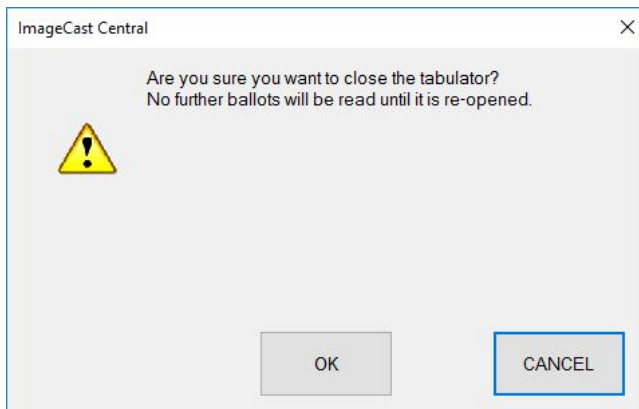 ImageCast Central
Are you sure you want to close the tabulator?
No further ballots will be read until it is re-opened.
OK
CANCEL